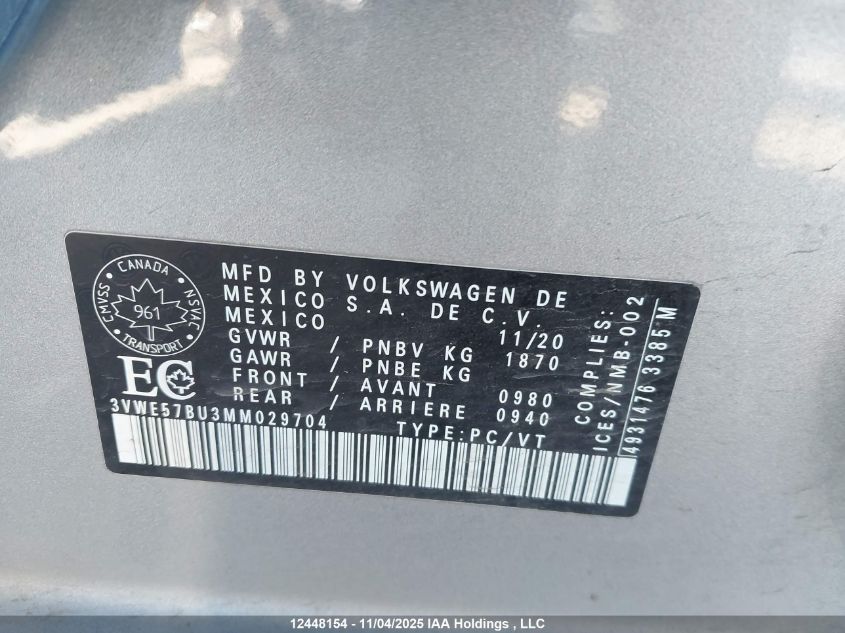 CANADA
CMVSS
NSVAC
961
TRANSPORT
EC
MFD BY VOLKSWAGEN DE
MEXICO S.A. DE C.V.
MEXICO 11/20
GVWR / PNBV KG 1870
GAWR / PNBE KG
FRONT / AVANT 0980
REAR / ARRIERE 0940
3VWE57BU3MM029704 TYPE:PC/VT
COMPLIES:
ICES/NMB-002
4931476 3385 M
12448154 - 11/04/2025 IAA Holdings , LLC